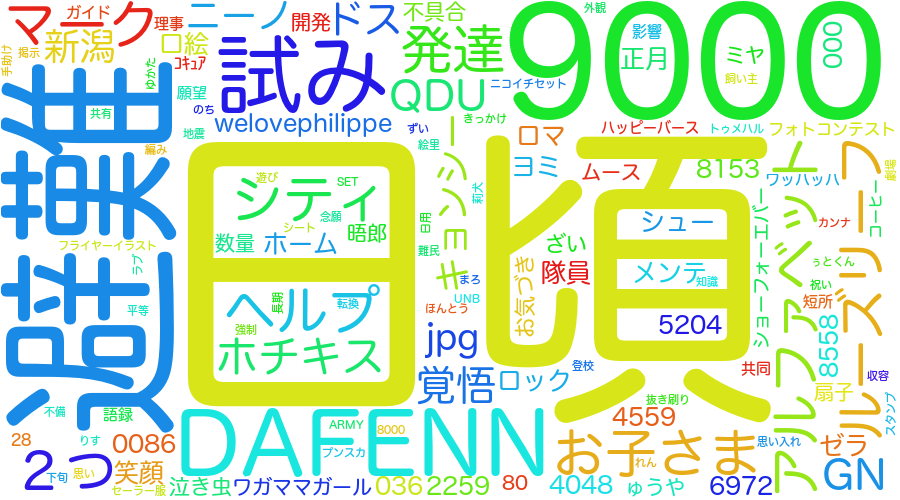 マーク
ガイド
理事
ニーノ
開発
ドス
不具合
9000
外観
新潟
口絵
試み
発達
影響
正月
ミヤ
000
手助け
掲示
コキュア
ゆかた
願望
QDU
ニコイチセット
飼い主
避難
共有
のち
welovephilippe
きっかけ
ハッピーバース
トゥメハル
フォトコンテスト
地震
ずい
絵里
ロマ
編み
日頃
ヨミ
ムース
8153
ワッハッハ
劇場
遊び
SET
シティ
莉犬
キョンシー
アルファベット
ルーズリーフ
コーヒー
念願
日用
シュー
ショーフォーエバー
カンナ
シート
数量
ホーム
晤郎
難民
ざい
フライヤーイラスト
ラブ
メンテ
知識
隊員
お気づき
うとくん
まろ
祝い
平等
ヘルプ
長期
転換
UNB
ほんとう
短所
強制
jpg
5204
8558
ホチキス
登校
共同
収容
覚悟
ロック
抜き刷り
扇子
スタンプ
不備
語録
DAFENN
ARMY
8000
4559
28
りす
0086
プンスカ
お子さま
思い入れ
ゼラ
2つ
下旬
思い
笑顔
れん
GN
セーラー服
泣き虫
ワガママガール
036
2259
80
4048
ゅうや
6972